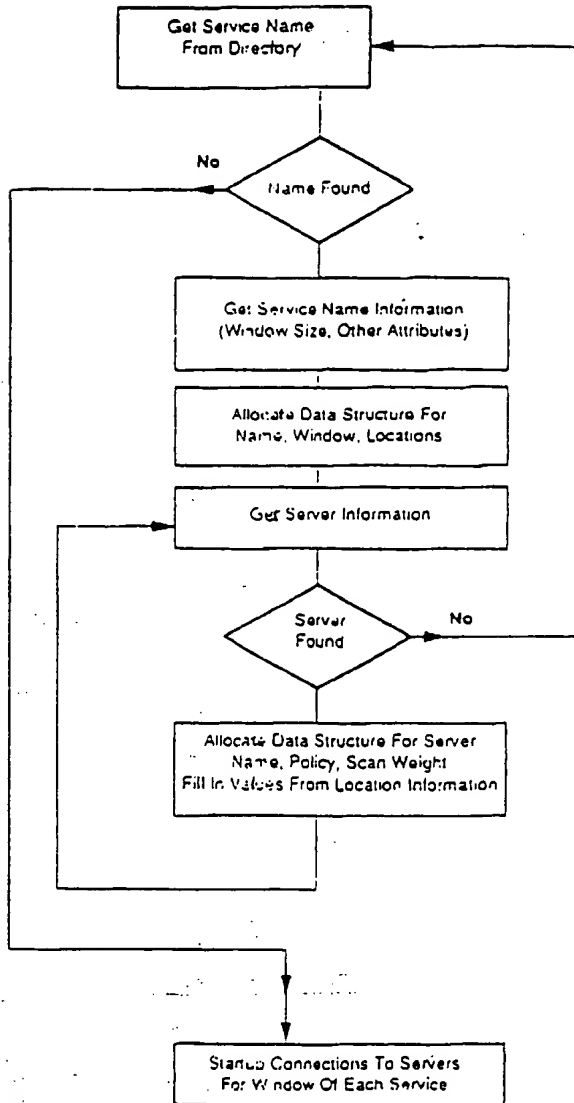 Get Service Name
From Directory
No
Name Found
Get Service Name Information
(Window Size, Other Attributes)
Allocate Data Structure For
Name, Window, Locations
Get Server Information
Server
Found
No
Allocate Data Structure For Server
Name, Policy, Scan Weight
Fill In Values From Location Information
Startup Connections To Servers
For Window Of Each Service